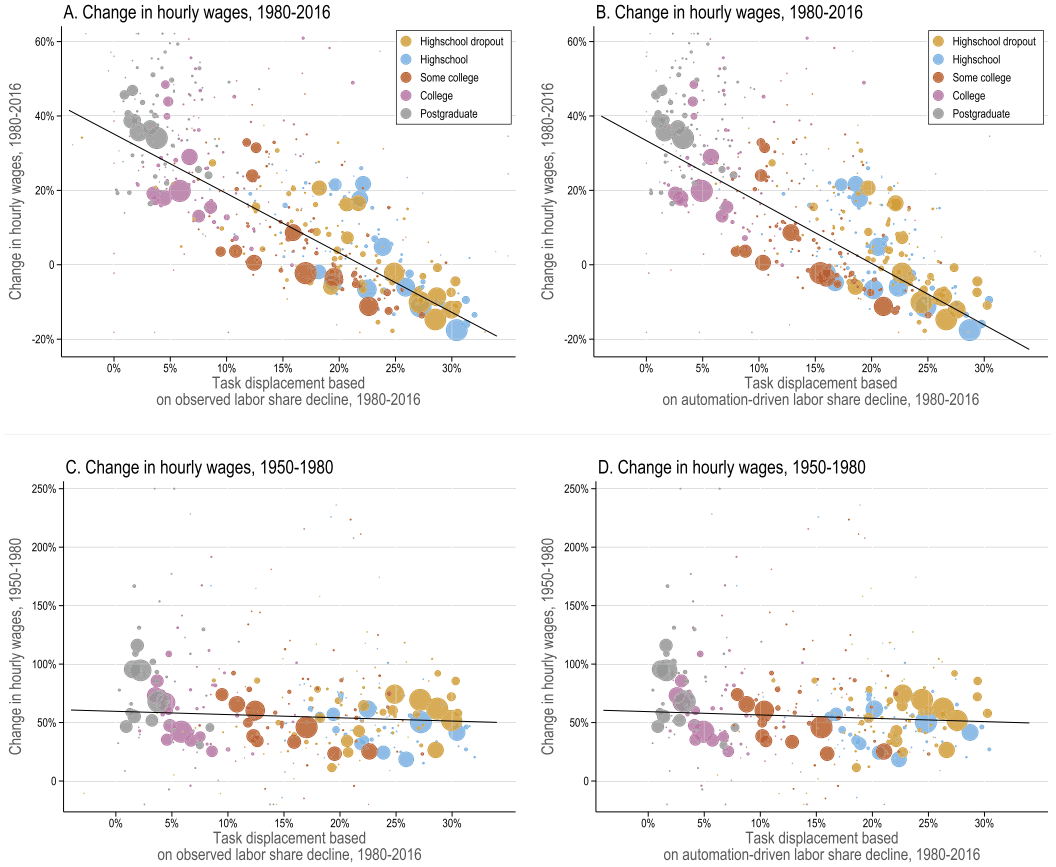 A. Change in hourly wages, 1980-2016
Change in hourly wages, 1980-2016
60%
40%
20%
0
-20%
Highschool dropout
Highschool
Some college
College
Postgraduate
0%
5%
10%
15%
20%
25%
30%
Task displacement based
on observed labor share decline, 1980-2016
B. Change in hourly wages, 1980-2016
Change in hourly wages, 1980-2016
60%
40%
20%
0
-20%
Highschool dropout
Highschool
Some college
College
Postgraduate
0%
5%
10%
15%
20%
25%
30%
Task displacement based
on automation-driven labor share decline, 1980-2016
C. Change in hourly wages, 1950-1980
Change in hourly wages, 1950-1980
250%
200%
150%
100%
50%
0
0%
5%
10%
15%
20%
25%
30%
Task displacement based
on observed labor share decline, 1980-2016
D. Change in hourly wages, 1950-1980
Change in hourly wages, 1950-1980
250%
200%
150%
100%
50%
0
0%
5%
10%
15%
20%
25%
30%
Task displacement based
on automation-driven labor share decline, 1980-2016